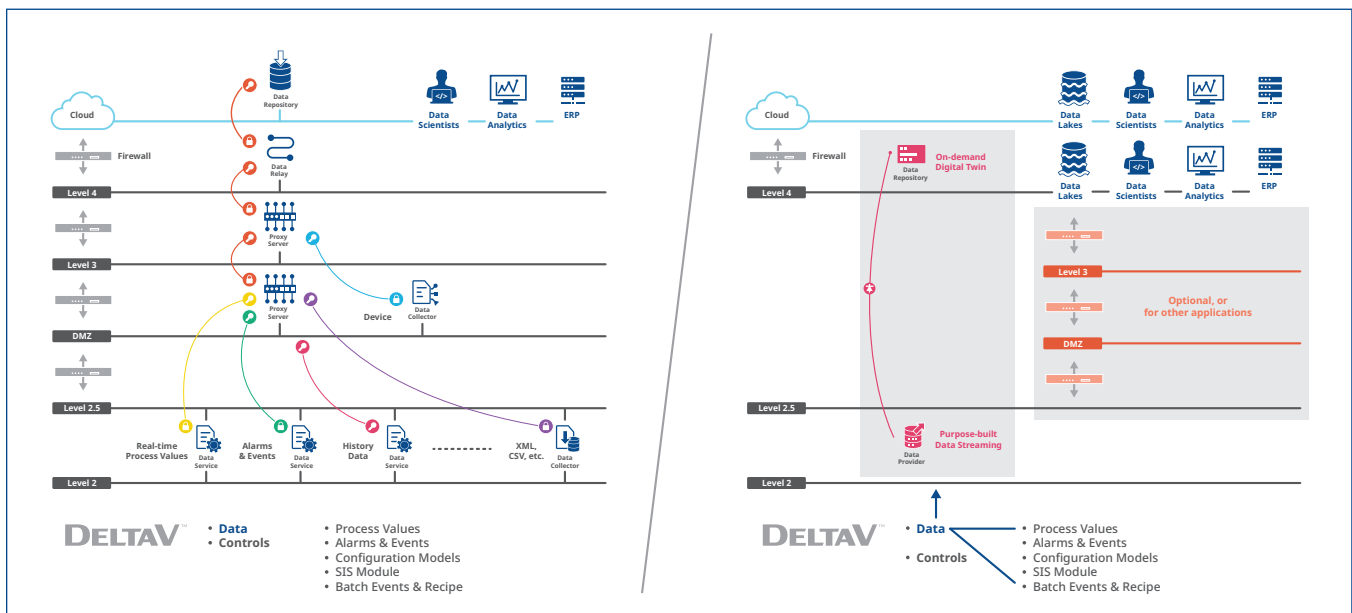 Data
Repository
Cloud
Data
Scientists
Data
Analytics
ERP
Firewall
Data
Relay
Level 4
Proxy
Server
Level 3
Proxy
Server
Device
Data
Collector
DMZ
Level 2.5
Real-time
Process Values
Data
Service
Alarms
& Events
Data
Service
History
Data
Data
Service
XML,
CSV, etc.
Data
Collector
Level 2
DELTAV™
• Data
• Controls
• Process Values
• Alarms & Events
• Configuration Models
• SIS Module
• Batch Events & Recipe
Cloud
Data
Lakes
Data
Scientists
Data
Analytics
ERP
Firewall
Data
Repository
On-demand
Digital Twin
Level 4
Data
Lakes
Data
Scientists
Data
Analytics
ERP
Level 3
Optional, or
for other applications
DMZ
Level 2.5
Data
Provider
Purpose-built
Data Streaming
Level 2
DELTAV™
• Data
• Controls
• Process Values
• Alarms & Events
• Configuration Models
• SIS Module
• Batch Events & Recipe